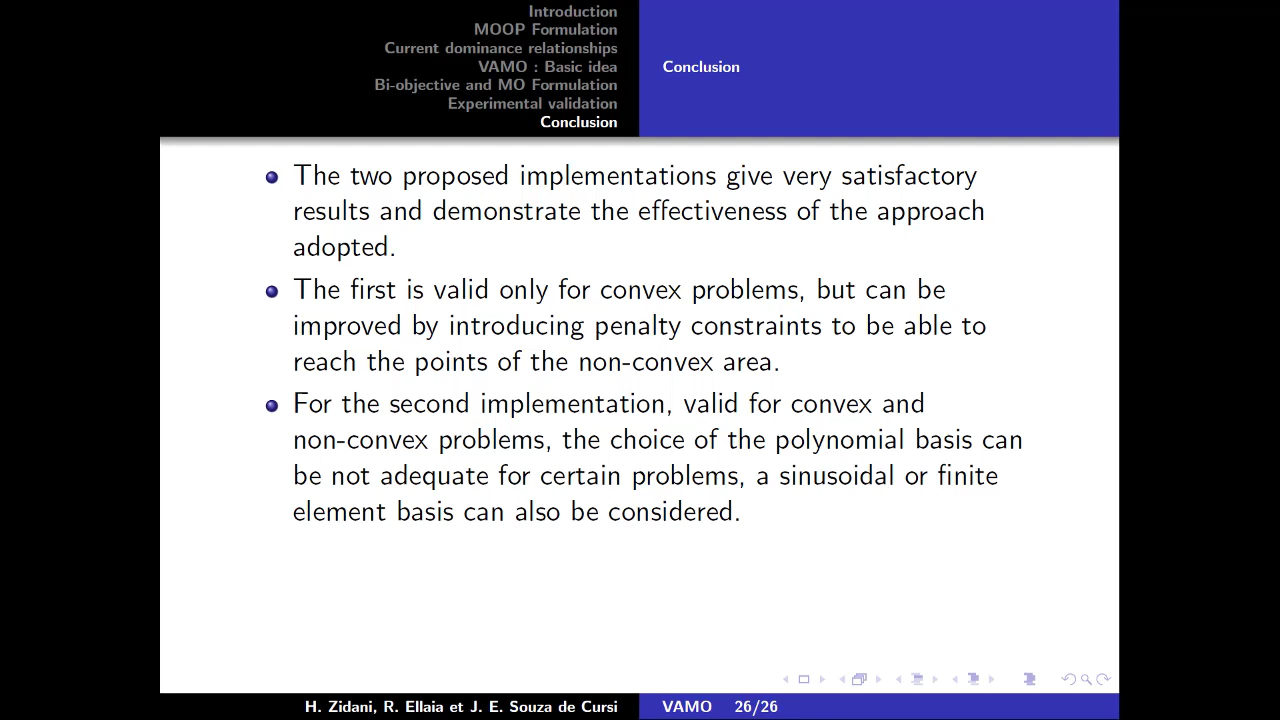 Introduction
MOOP Formulation
Current dominance relationships
VAMO : Basic idea
Bi-objective and MO Formulation
Experimental validation
Conclusion
Conclusion
The two proposed implementations give very satisfactory
results and demonstrate the effectiveness of the approach
adopted.
The first is valid only for convex problems, but can be
improved by introducing penalty constraints to be able to
reach the points of the non-convex area.
For the second implementation, valid for convex and
non-convex problems, the choice of the polynomial basis can
be not adequate for certain problems, a sinusoidal or finite
element basis can also be considered.
H. Zidani, R. Ellaia et J. E. Souza de Cursi
VAMO 26/26